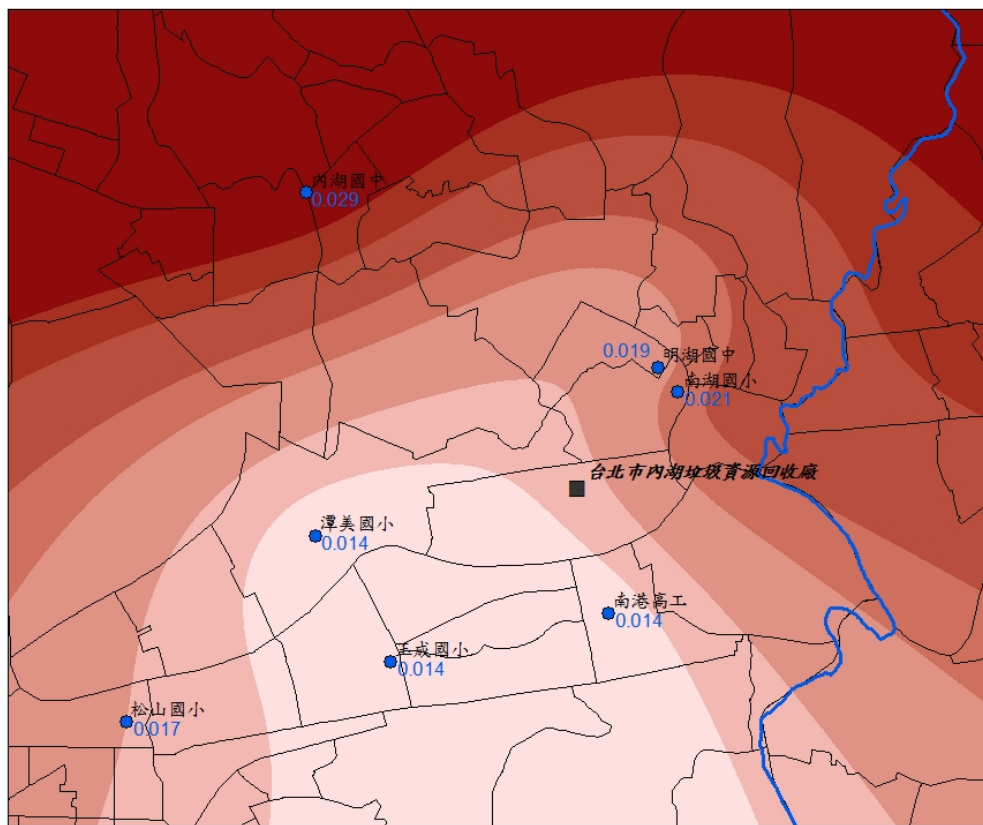 內湖國中
0.029
0.019 明湖國中
南湖國小
0.021
台北市內湖垃圾資源回收廠
潭美國小
0.014
南港高工
0.014
玉成國小
0.014
松山國小
0.017